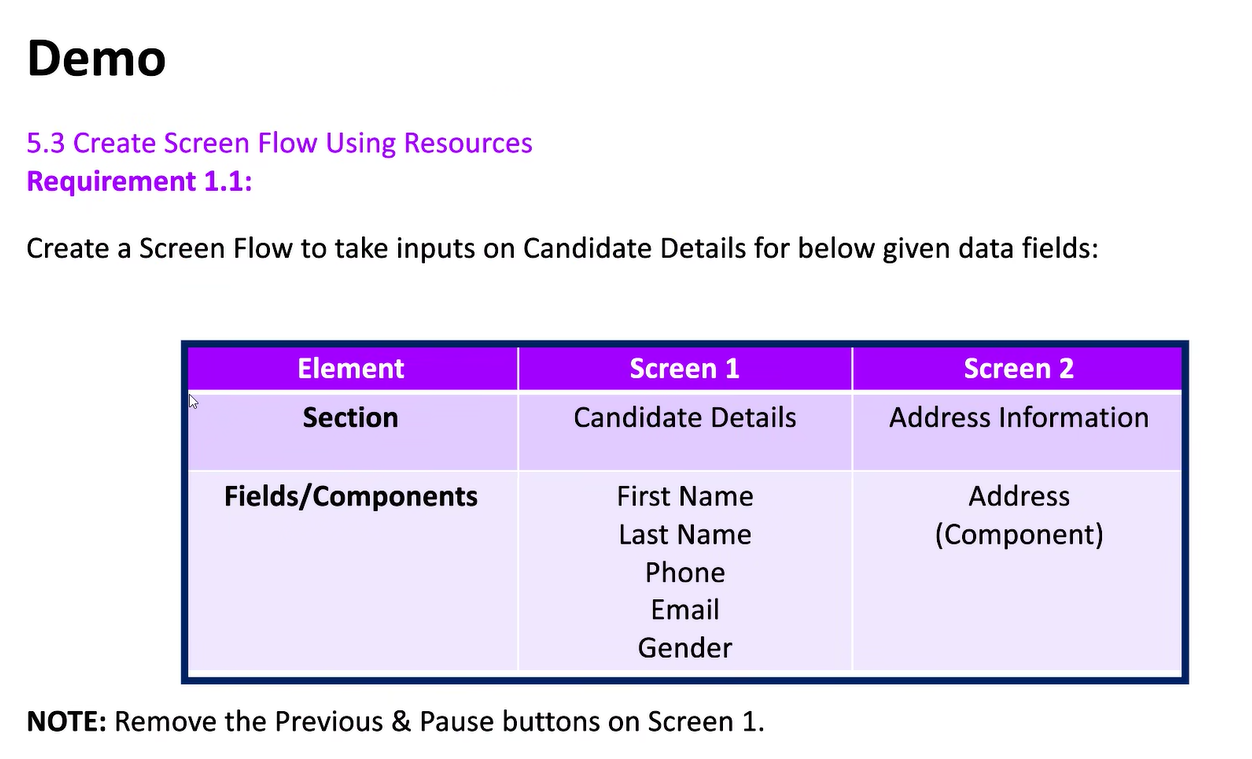 Demo
5.3 Create Screen Flow Using Resources
Requirement 1.1:
Create a Screen Flow to take inputs on Candidate Details for below given data fields:
Element Screen 1 Screen 2
Section Candidate Details Address Information
Fields/Components First Name Address
Last Name (Component)
Phone
Email
Gender
NOTE: Remove the Previous & Pause buttons on Screen 1.